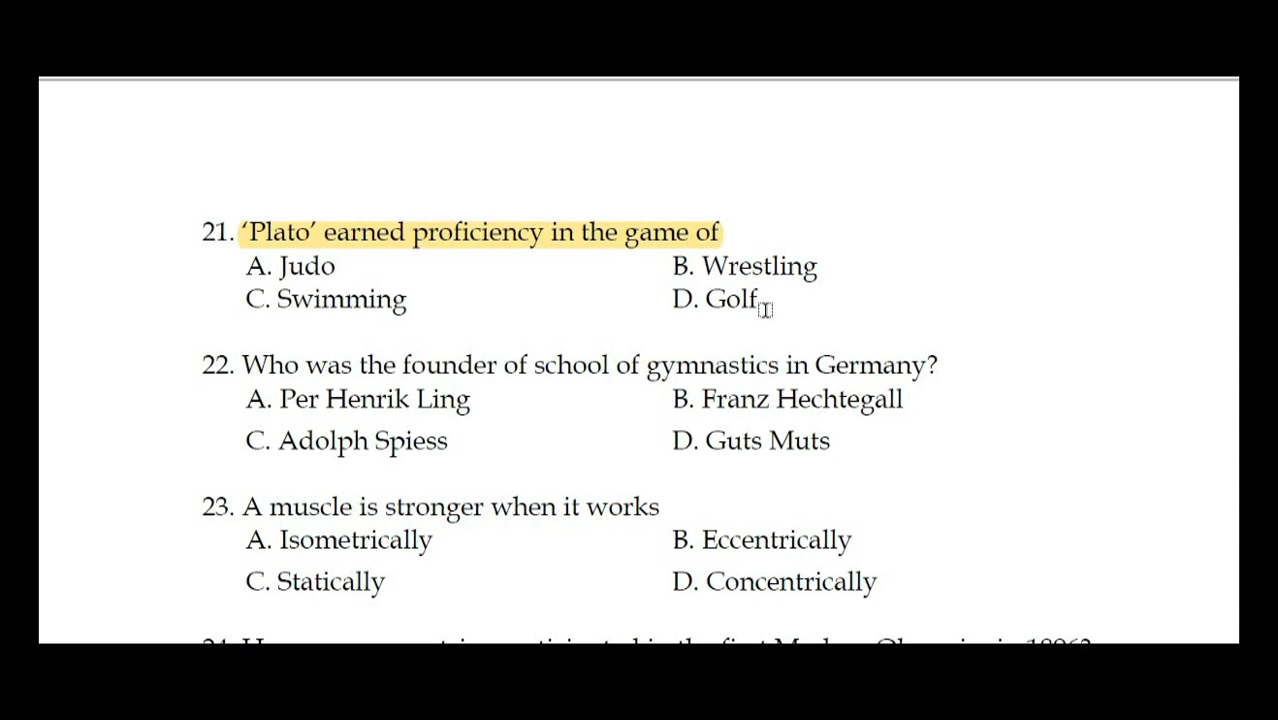 21. ‘Plato’ earned proficiency in the game of
A. Judo B. Wrestling
C. Swimming D. Golf
22. Who was the founder of school of gymnastics in Germany?
A. Per Henrik Ling B. Franz Hechtegall
C. Adolph Spiess D. Guts Muts
23. A muscle is stronger when it works
A. Isometrically B. Eccentrically
C. Statically D. Concentrically